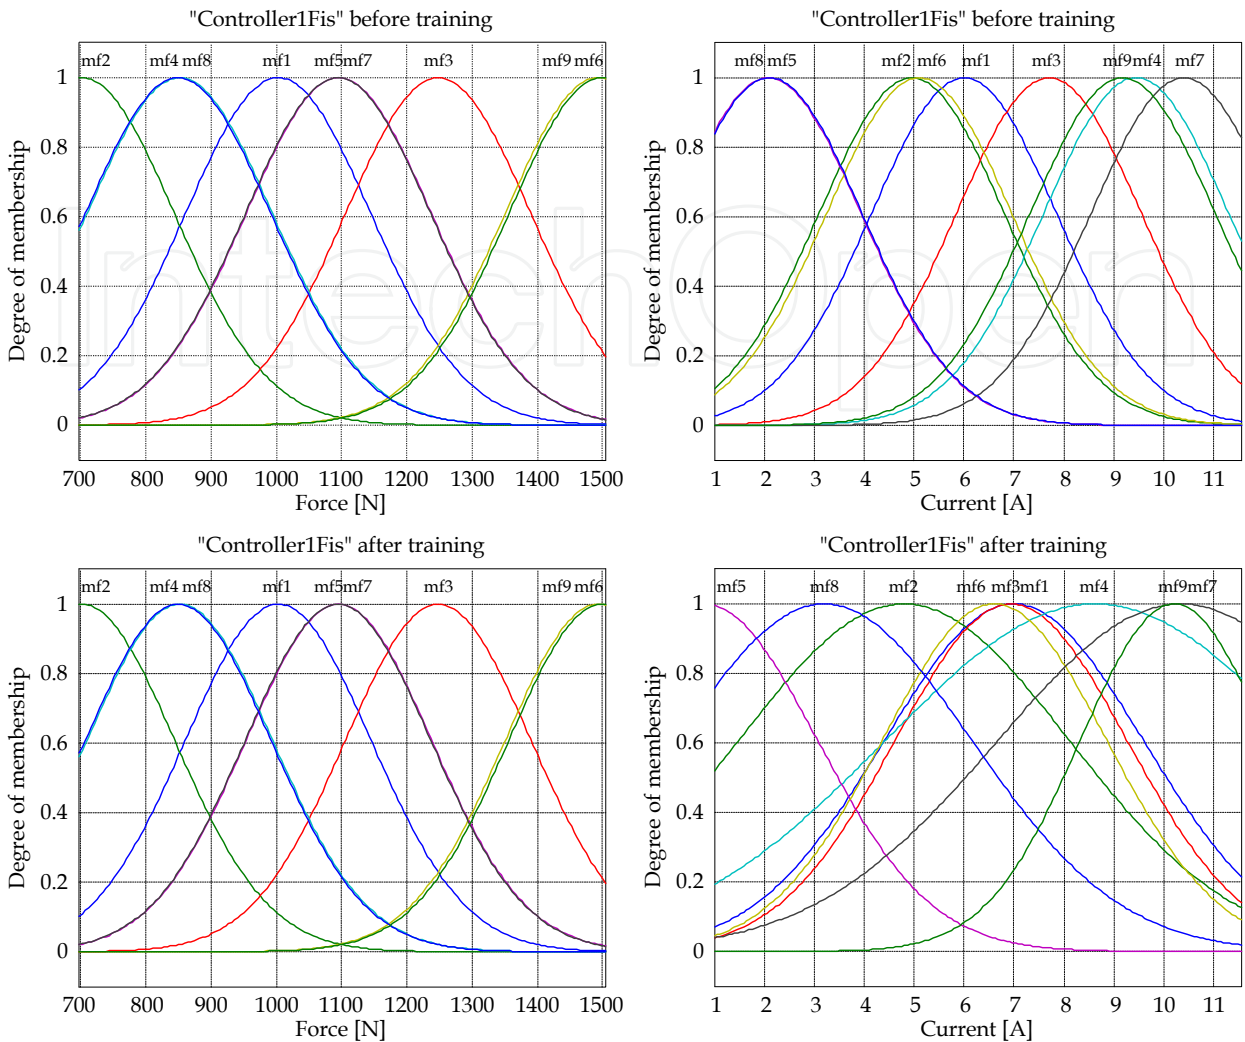 "Controller1Fis" before training
mf2 mf4 mf8 mf1 mf5mf7 mf3 mf9 mf6
1
0.8
0.6
0.4
0.2
0
Degree of membership
700 800 900 1000 1100 1200 1300 1400 1500
Force [N]
"Controller1Fis" before training
mf8 mf5 mf2 mf6 mf1 mf3 mf9mf4 mf7
1
0.8
0.6
0.4
0.2
0
Degree of membership
1 2 3 4 5 6 7 8 9 10 11
Current [A]
"Controller1Fis" after training
mf2 mf4 mf8 mf1 mf5mf7 mf3 mf9 mf6
1
0.8
0.6
0.4
0.2
0
Degree of membership
700 800 900 1000 1100 1200 1300 1400 1500
Force [N]
"Controller1Fis" after training
mf5 mf8 mf2 mf6 mf3mf1 mf4 mf9mf7
1
0.8
0.6
0.4
0.2
0
Degree of membership
1 2 3 4 5 6 7 8 9 10 11
Current [A]
IntechOpen